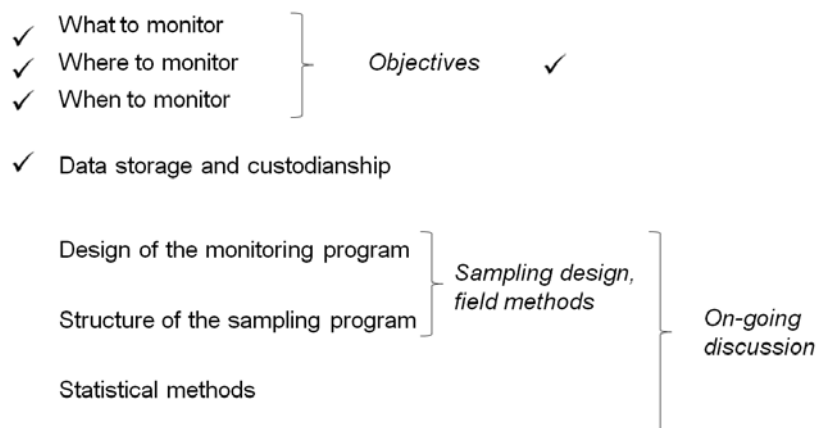 ✓ What to monitor
✓ Where to monitor
✓ When to monitor
Objectives ✓
✓ Data storage and custodianship
Design of the monitoring program
Structure of the sampling program
Sampling design,
field methods
Statistical methods
On-going
discussion